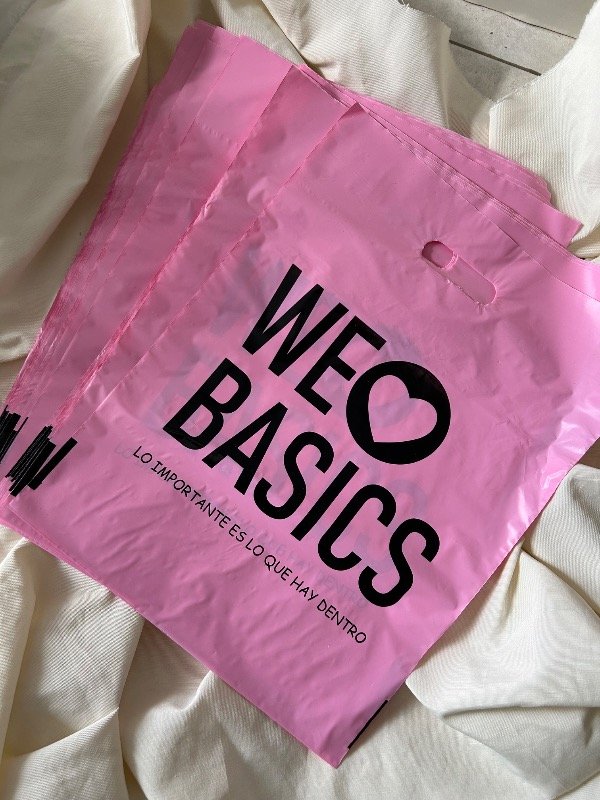 WE
BASICS
LO IMPORTANTE ES LO QUE HAY DENTRO